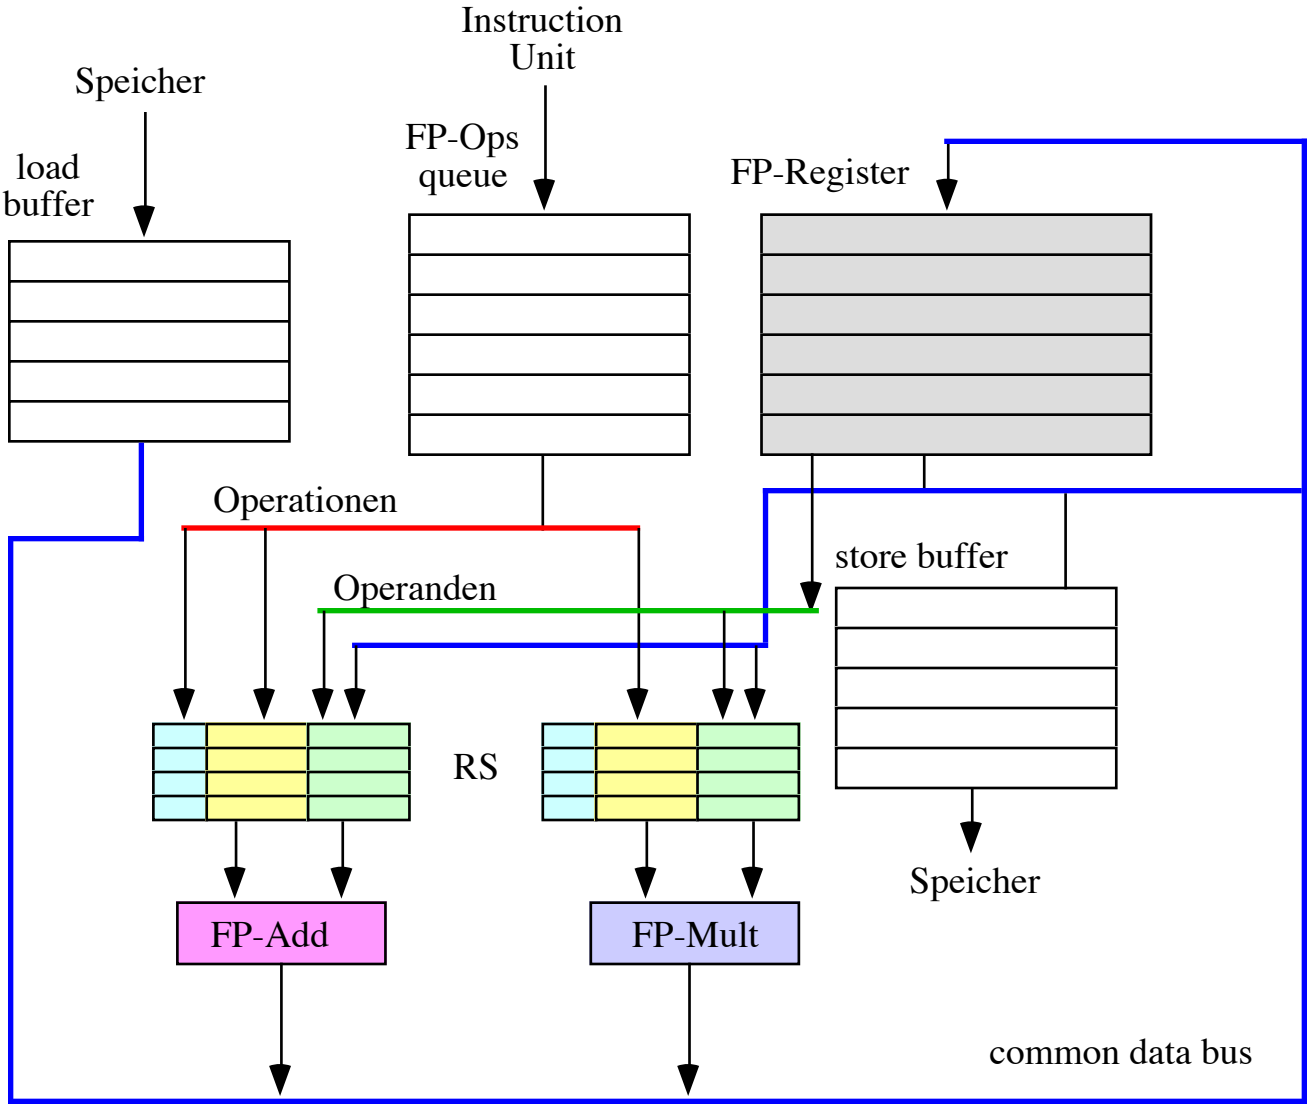 Instruction
Unit
Speicher
FP-Ops
queue
load
buffer
FP-Register
Operationen
store buffer
Operanden
RS
Speicher
FP-Add
FP-Mult
common data bus